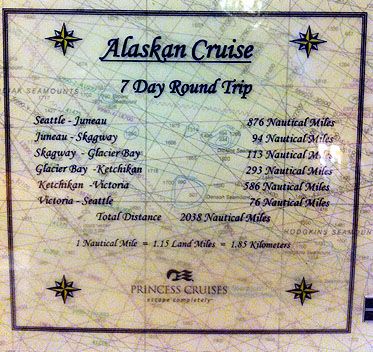 Alaskan Cruise
7 Day Round Trip
Seattle - Juneau 876 Nautical Miles
Juneau - Skagway 94 Nautical Miles
Skagway - Glacier Bay 113 Nautical Miles
Glacier Bay - Ketchikan 293 Nautical Miles
Ketchikan - Victoria 586 Nautical Miles
Victoria - Seattle 76 Nautical Miles
Total Distance 2038 Nautical Miles
1 Nautical Mile = 1.15 Land Miles = 1.85 Kilometers
PRINCESS CRUISES
escape completely